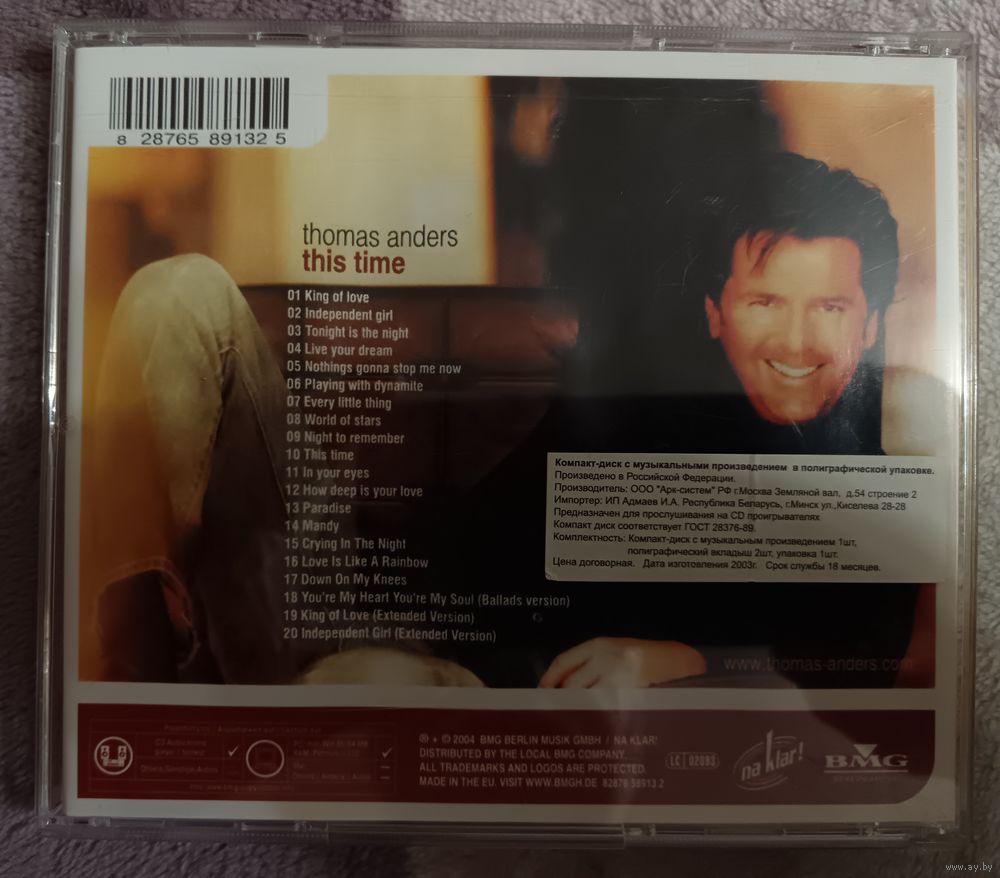 8 28765 89132 5
thomas anders
this time
01 King of love
02 Independent girl
03 Tonight is the night
04 Live your dream
05 Nothings gonna stop me now
06 Playing with dynamite
07 Every little thing
08 World of stars
09 Night to remember
10 This time
11 In your eyes
12 How deep is your love
13 Paradise
14 Mandy
15 Crying In The Night
16 Love Is Like A Rainbow
17 Down On My Knees
18 You're My Heart You're My Soul (Ballads version)
19 King of Love (Extended Version)
20 Independent Girl (Extended Version)
Компакт-диск с музыкальными произведением в полиграфической упаковке.
Произведено в Российской Федерации.
Производитель: ООО "Арк-систем" РФ г.Москва Земляной вал, д.54 строение 2
Импортер: ИП Адмаев И.А. Республика Беларусь, г.Минск ул.,Киселева 28-28
Предназначен для прослушивания на CD проигрывателях
Компакт диск соответствует ГОСТ 28376-89.
Комплектность: Компакт-диск с музыкальным произведением 1шт,
полиграфический вкладыш 2шт, упаковка 1шт.
Цена договорная. Дата изготовления 2003г. Срок службы 18 месяцев.
www.thomas-anders.com
℗ + © 2004 BMG BERLIN MUSIK GMBH / NA KLAR!
DISTRIBUTED BY THE LOCAL BMG COMPANY.
ALL TRADEMARKS AND LOGOS ARE PROTECTED.
MADE IN THE EU. VISIT WWW.BMGH.DE 82876 58913 2
LC 02093
na klar!
BMG
www.ay.by